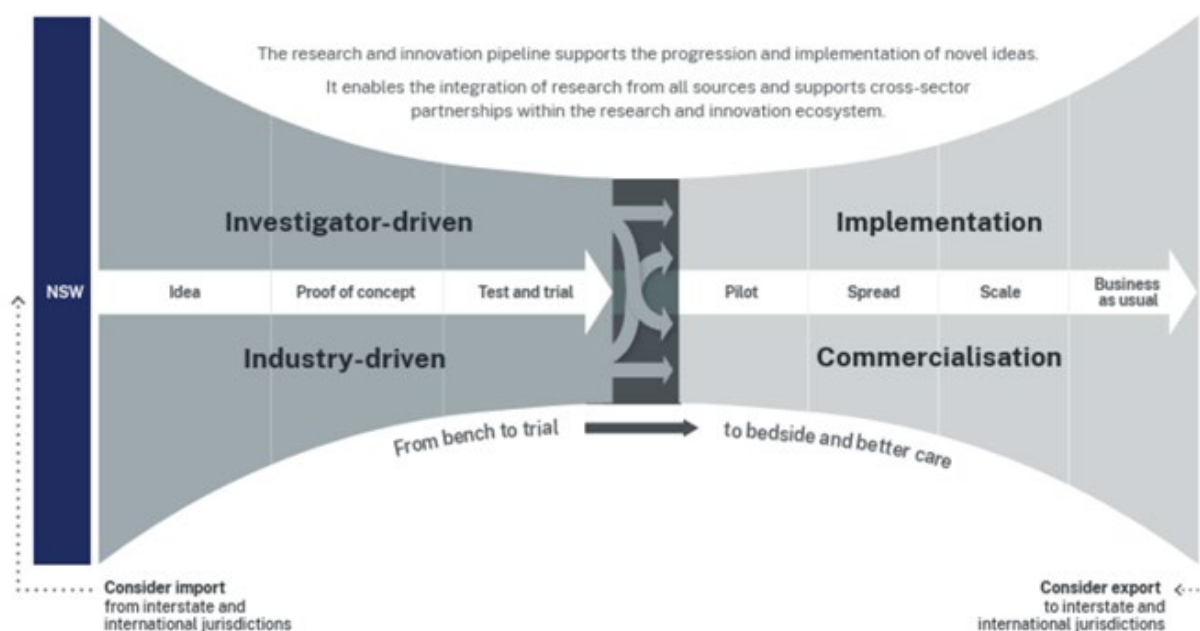 The research and innovation pipeline supports the progression and implementation of novel ideas.
It enables the integration of research from all sources and supports cross-sector
partnerships within the research and innovation ecosystem.
Investigator-driven
Implementation
NSW
Idea
Proof of concept
Test and trial
Pilot
Spread
Scale
Business
as usual
Industry-driven
Commercialisation
From bench to trial
to bedside and better care
Consider import
from interstate and
international jurisdictions
Consider export
to interstate and
international jurisdictions